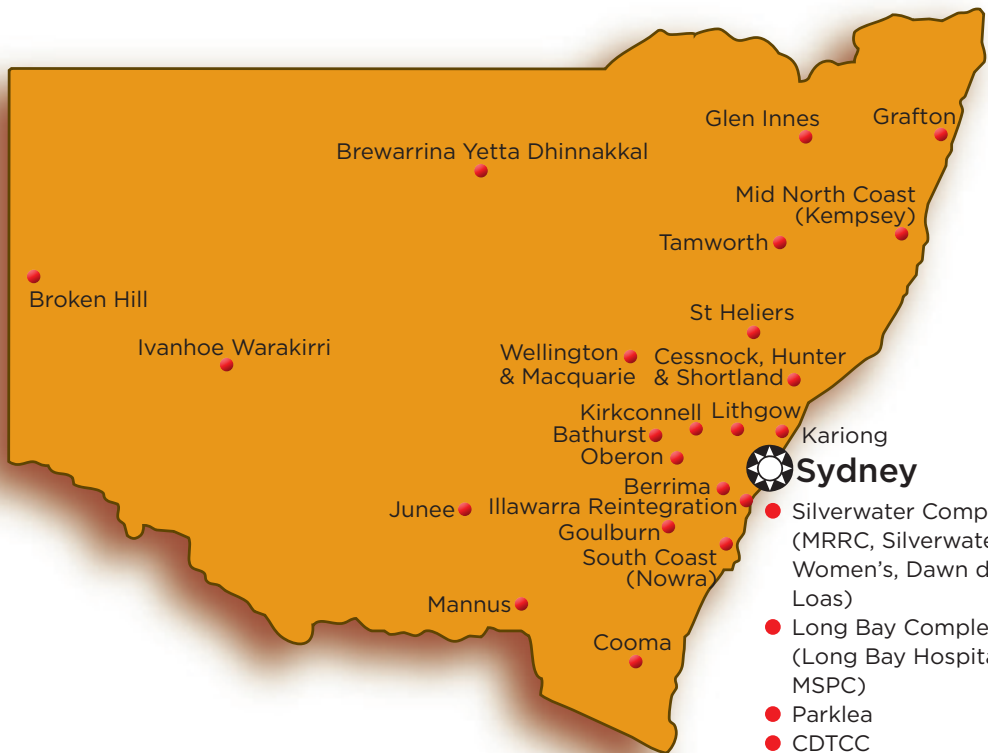 Glen Innes
Grafton
Brewarrina Yetta Dhinnakkal
Mid North Coast
(Kempsey)
Tamworth
Broken Hill
St Heliers
Ivanhoe Warakirri
Wellington
& Macquarie
Cessnock, Hunter
& Shortland
Kirkconnell
Lithgow
Bathurst
Kariong
Oberon
Sydney
Berrima
Illawarra Reintegration
Junee
Goulburn
South Coast
(Nowra)
Mannus
Cooma
Silverwater Comp
(MRRC, Silverwate
Women's, Dawn d
Loas)
Long Bay Comple
(Long Bay Hospita
MSPC)
Parklea
CDTCC